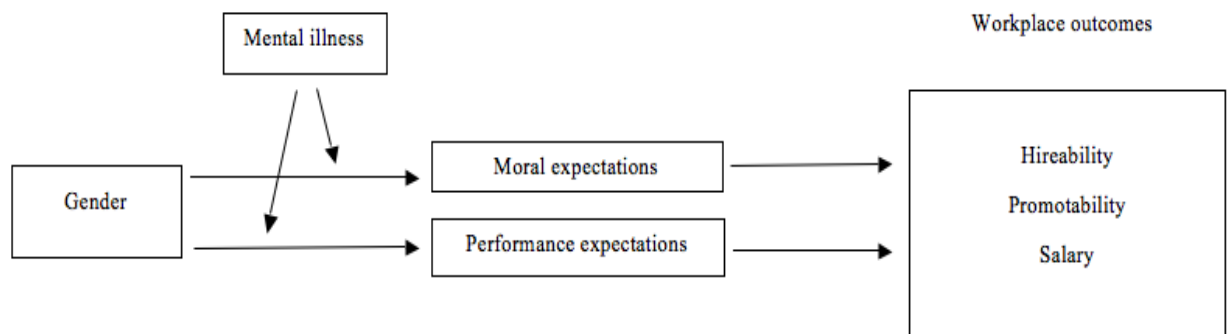 Workplace outcomes
Mental illness
Gender
Moral expectations
Performance expectations
Hireability
Promotability
Salary